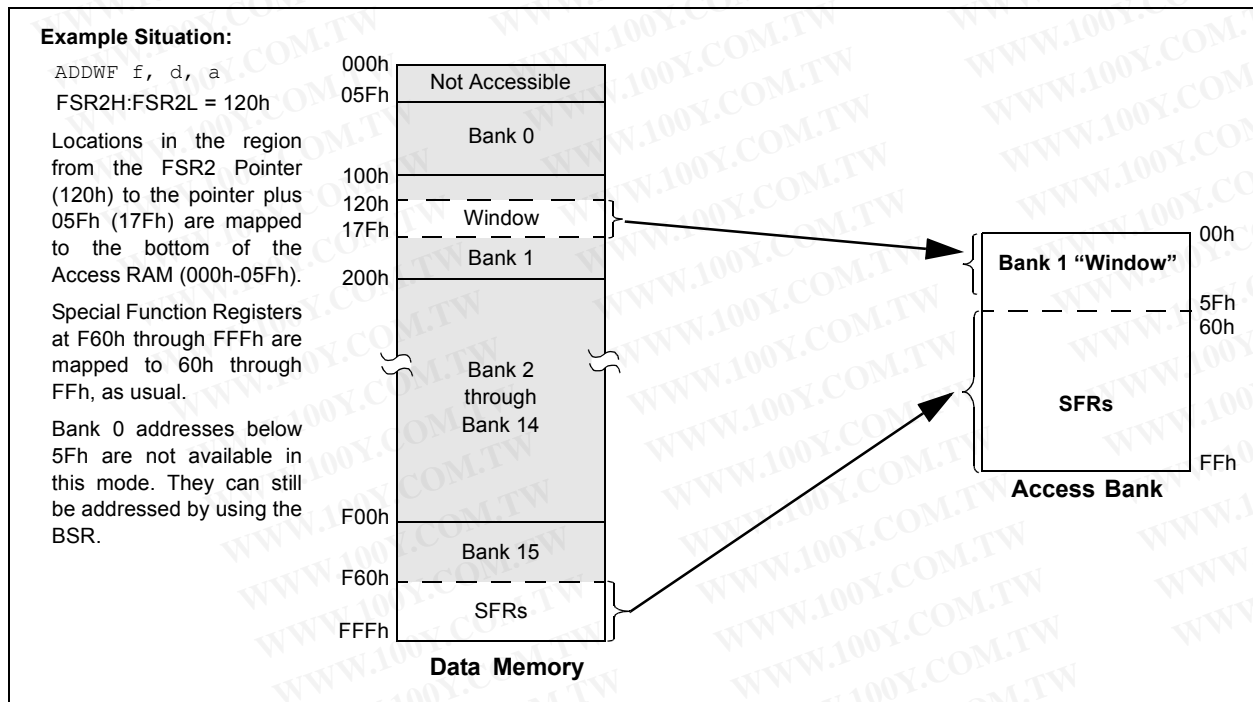 Example Situation:
ADDWF f, d, a
FSR2H:FSR2L = 120h
Locations in the region
from the FSR2 Pointer
(120h) to the pointer plus
05Fh (17Fh) are mapped
to the bottom of the
Access RAM (000h-05Fh).
Special Function Registers
at F60h through FFFh are
mapped to 60h through
FFh, as usual.
Bank 0 addresses below
5Fh are not available in
this mode. They can still
be addressed by using the
BSR.
000h
05Fh
100h
120h
17Fh
200h
F00h
F60h
FFFh
Not Accessible
Bank 0
Window
Bank 1
Bank 2
through
Bank 14
Bank 15
SFRs
Data Memory
Bank 1 “Window”
SFRs
00h
5Fh
60h
FFh
Access Bank
WWW.100Y.COM.TW